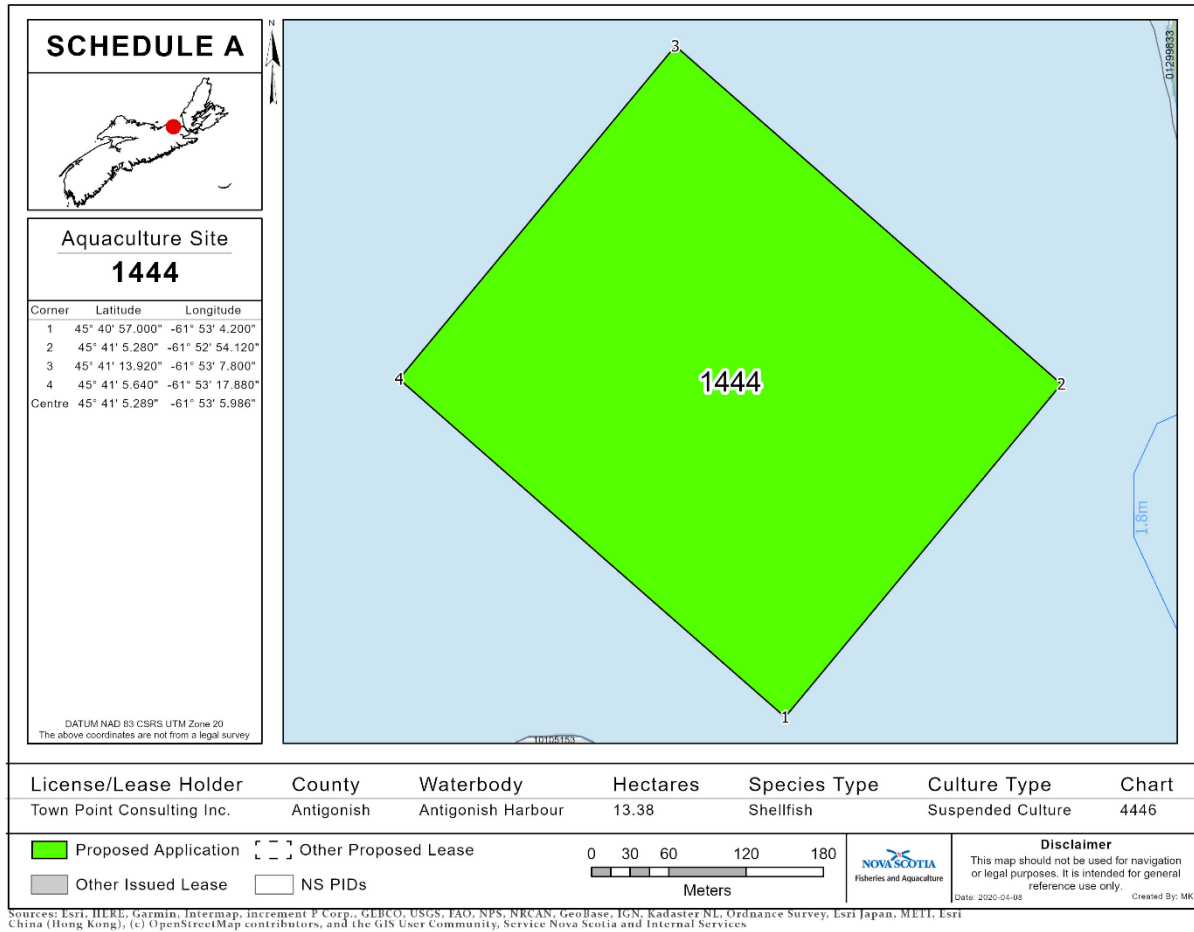 SCHEDULE A
N
Aquaculture Site
1444
Corner Latitude Longitude
1 45° 40' 57.000" -61° 53' 4.200"
2 45° 41' 5.280" -61° 52' 54.120"
3 45° 41' 13.920" -61° 53' 7.800"
4 45° 41' 5.640" -61° 53' 17.880"
Centre 45° 41' 5.289" -61° 53' 5.986"
DATUM NAD 83 CSRS UTM Zone 20
The above coordinates are not from a legal survey
3
01299833
4
1444
2
1.8m
1
10105153
License/Lease Holder County Waterbody Hectares Species Type Culture Type Chart
Town Point Consulting Inc. Antigonish Antigonish Harbour 13.38 Shellfish Suspended Culture 4446
Proposed Application Other Proposed Lease
Other Issued Lease NS PIDs
0 30 60 120 180
Meters
NOVA SCOTIA
Fisheries and Aquaculture
Disclaimer
This map should not be used for navigation
or legal purposes. It is intended for general
reference use only.
Date: 2020-04-08 Created By: MK
Sources: Esri, HERE, Garmin, Intermap, increment P Corp., GEBCO, USGS, FAO, NPS, NRCAN, GeoBase, IGN, Kadaster NL, Ordnance Survey, Esri Japan, METI, Esri
China (Hong Kong), (c) OpenStreetMap contributors, and the GIS User Community, Service Nova Scotia and Internal Services